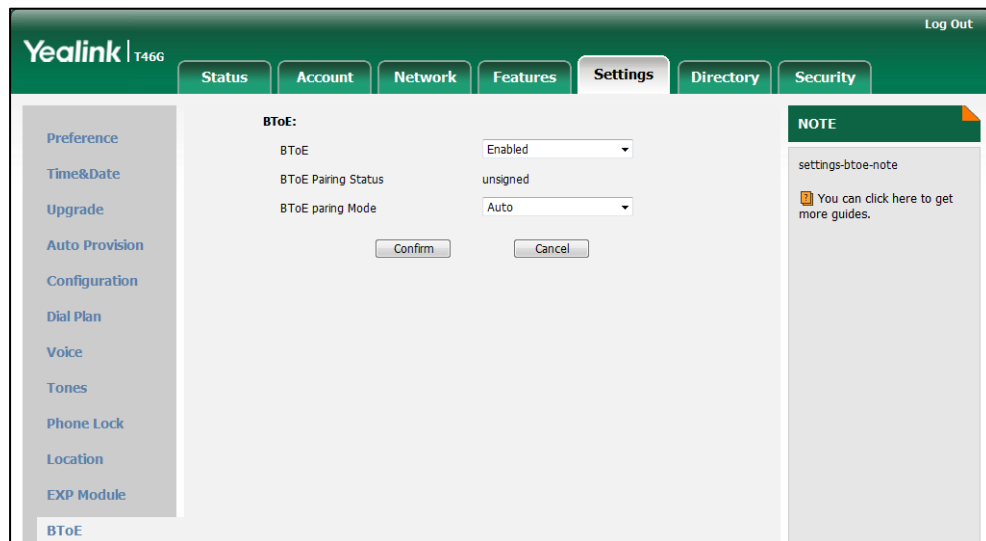 Log Out
Yealink | T46G
Status Account Network Features Settings Directory Security
Preference
Time&Date
Upgrade
Auto Provision
Configuration
Dial Plan
Voice
Tones
Phone Lock
Location
EXP Module
BToE
BToE:
BToE Enabled
BToE Pairing Status unsigned
BToE paring Mode Auto
Confirm Cancel
NOTE
settings-btoe-note
You can click here to get
more guides.